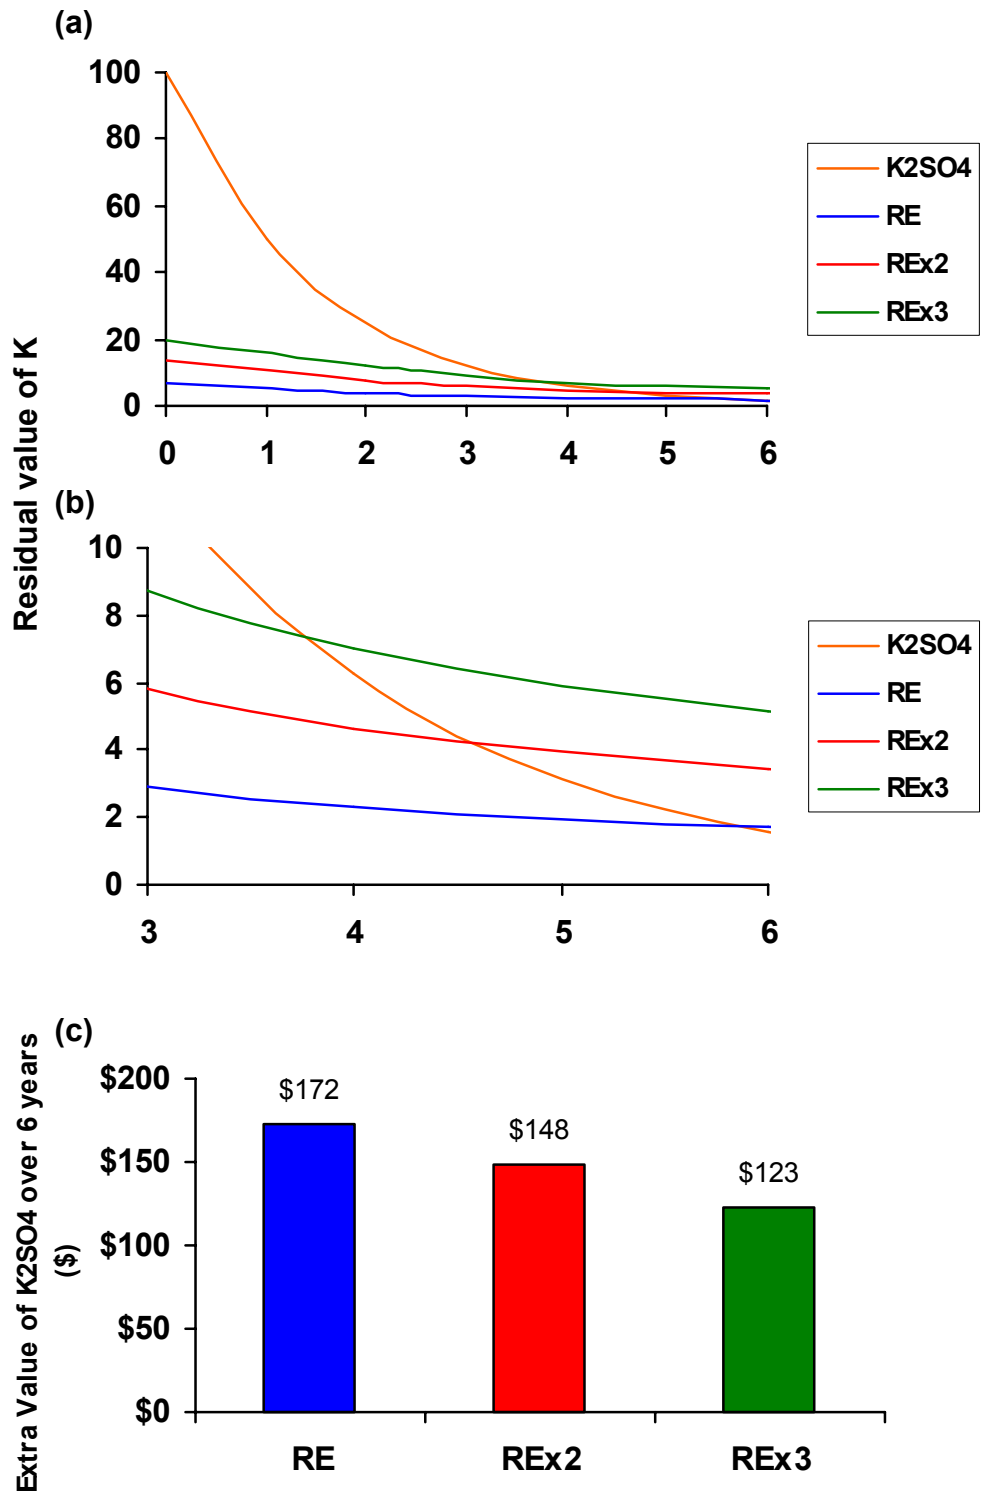 (a)
Residual value of K
100
80
60
40
20
0
0 1 2 3 4 5 6
K2SO4
RE
REx2
REx3
(b)
10
8
6
4
2
0
3 4 5 6
K2SO4
RE
REx2
REx3
(c)
Extra Value of K2SO4 over 6 years
($)
$200
$150
$100
$50
$0
$172
$148
$123
RE REx2 REx3